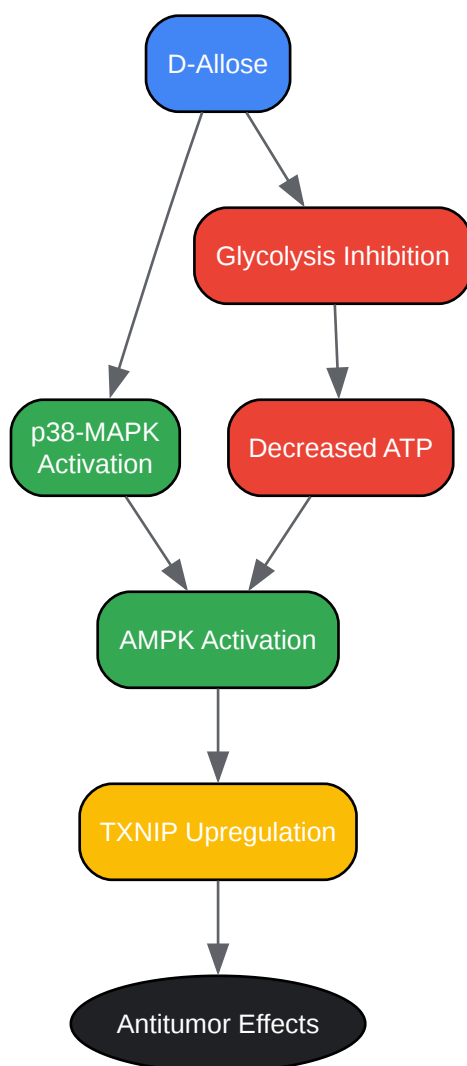 D-Allose
Glycolysis Inhibition
p38-MAPK
Activation
Decreased ATP
AMPK Activation
TXNIP Upregulation
Antitumor Effects